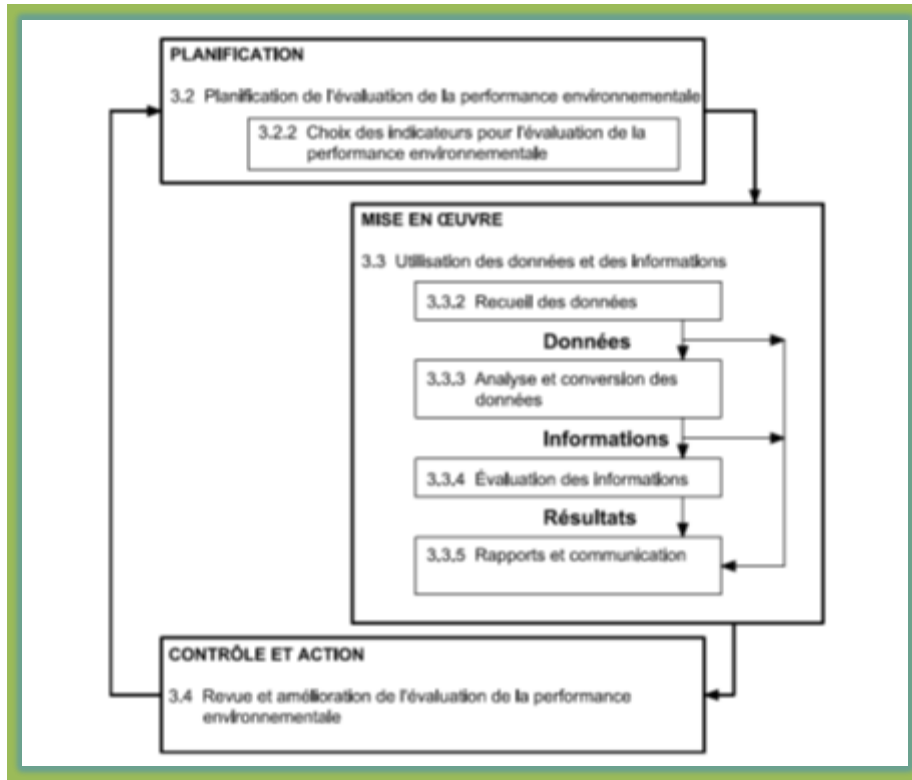 PLANIFICATION
3.2 Planification de l'évaluation de la performance environnementale
3.2.2 Choix des indicateurs pour l'évaluation de la
performance environnementale
MISE EN ŒUVRE
3.3 Utilisation des données et des informations
3.3.2 Recueil des données
Données
3.3.3 Analyse et conversion des
données
Informations
3.3.4 Évaluation des informations
Résultats
3.3.5 Rapports et communication
CONTRÔLE ET ACTION
3.4 Revue et amélioration de l'évaluation de la performance
environnementale